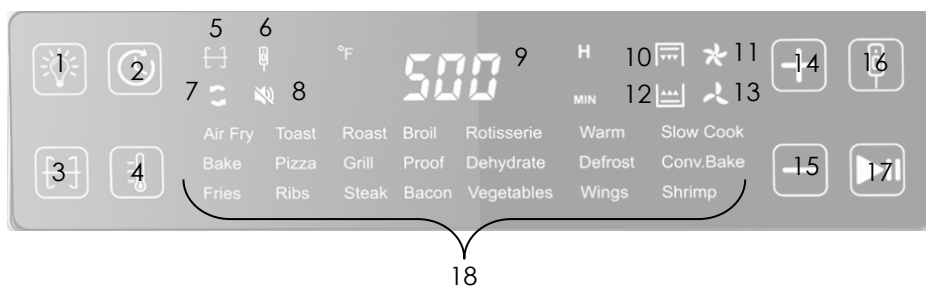 5 6
1 2 °F 500 9 H 10 11 14 16
7 8 MIN 12 13
Air Fry Toast Roast Broil Rotisserie Warm Slow Cook
3 4 Bake Pizza Grill Proof Dehydrate Defrost Conv.Bake 15 17
Fries Ribs Steak Bacon Vegetables Wings Shrimp
18